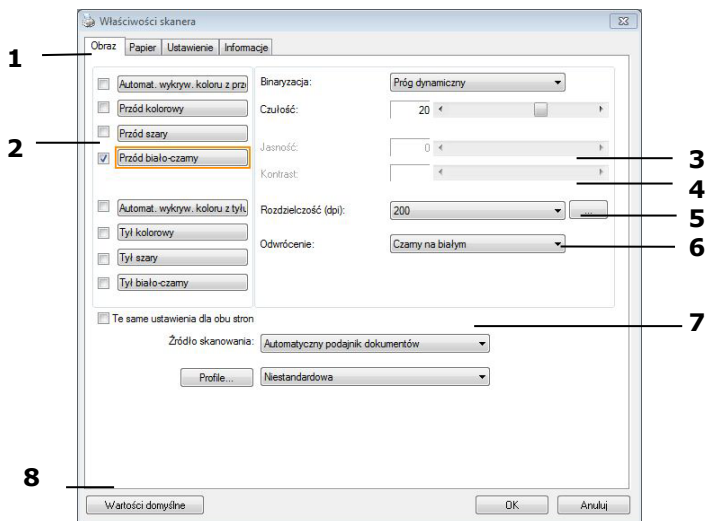 Właściwości skanera
Obraz Papier Ustawienie Informacje
1
Automat. wykryw. koloru z prze
Binaryzacja: Próg dynamiczny
Przód kolorowy
Czułość: 20
Przód szary
2
Jasność: 0
3
Przód biało-czarny
Kontrast:
4
Automat. wykryw. koloru z tyłu
Rozdzielczość (dpi): 200 ...
5
Tył kolorowy
Odwrócenie: Czarny na białym
6
Tył szary
Tył biało-czarny
Te same ustawienia dla obu stron
7
Źródło skanowania: Automatyczny podajnik dokumentów
Profile... Niestandardowa
8
Wartości domyślne OK Anuluj